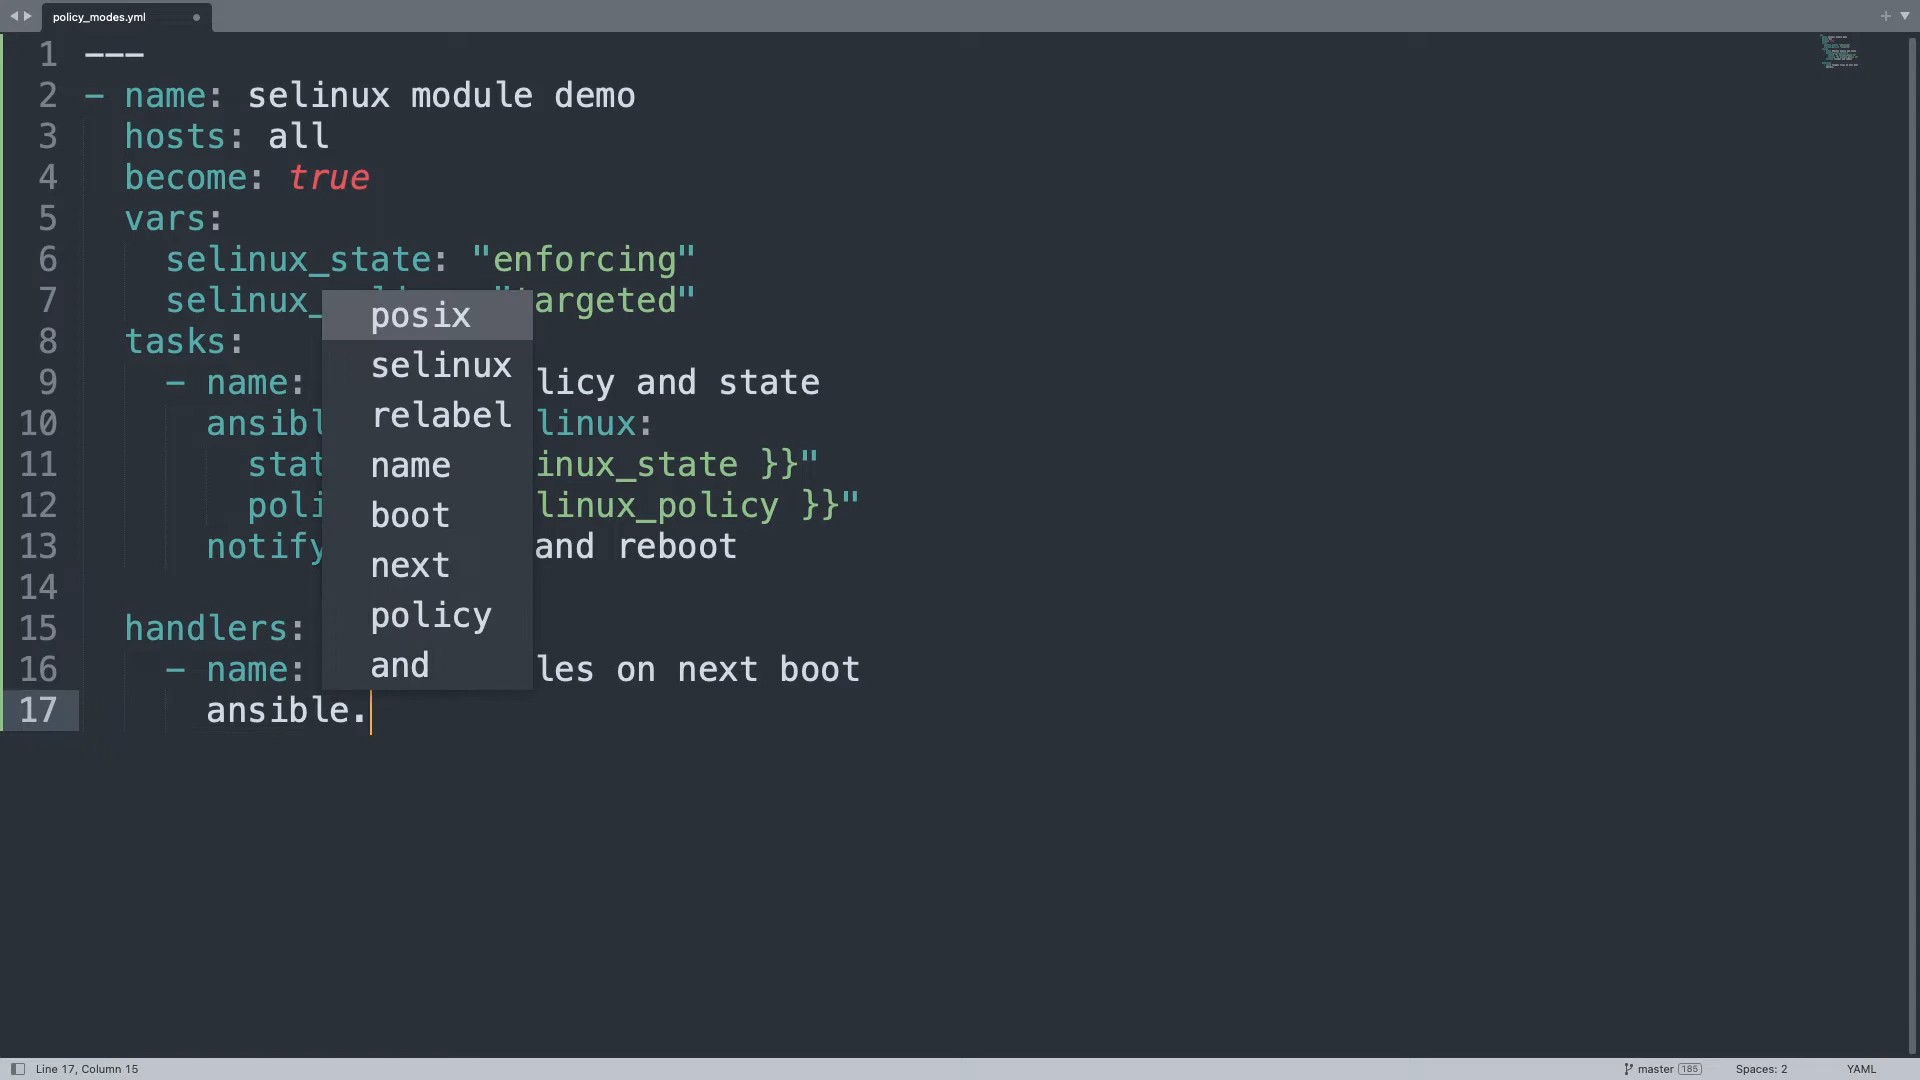 policy_modes.yml
1 ---
2 - name: selinux module demo
3 hosts: all
4 become: true
5 vars:
6 selinux_state: "enforcing"
7 selinux_ targeted"
8 tasks:
9 - name: licy and state
10 ansibl linux:
11 stat inux_state }}"
12 poli linux_policy }}"
13 notify and reboot
14
15 handlers:
16 - name: les on next boot
17 ansible.
posix
selinux
relabel
name
boot
next
policy
and
Line 17, Column 15
master 185
Spaces: 2
YAML